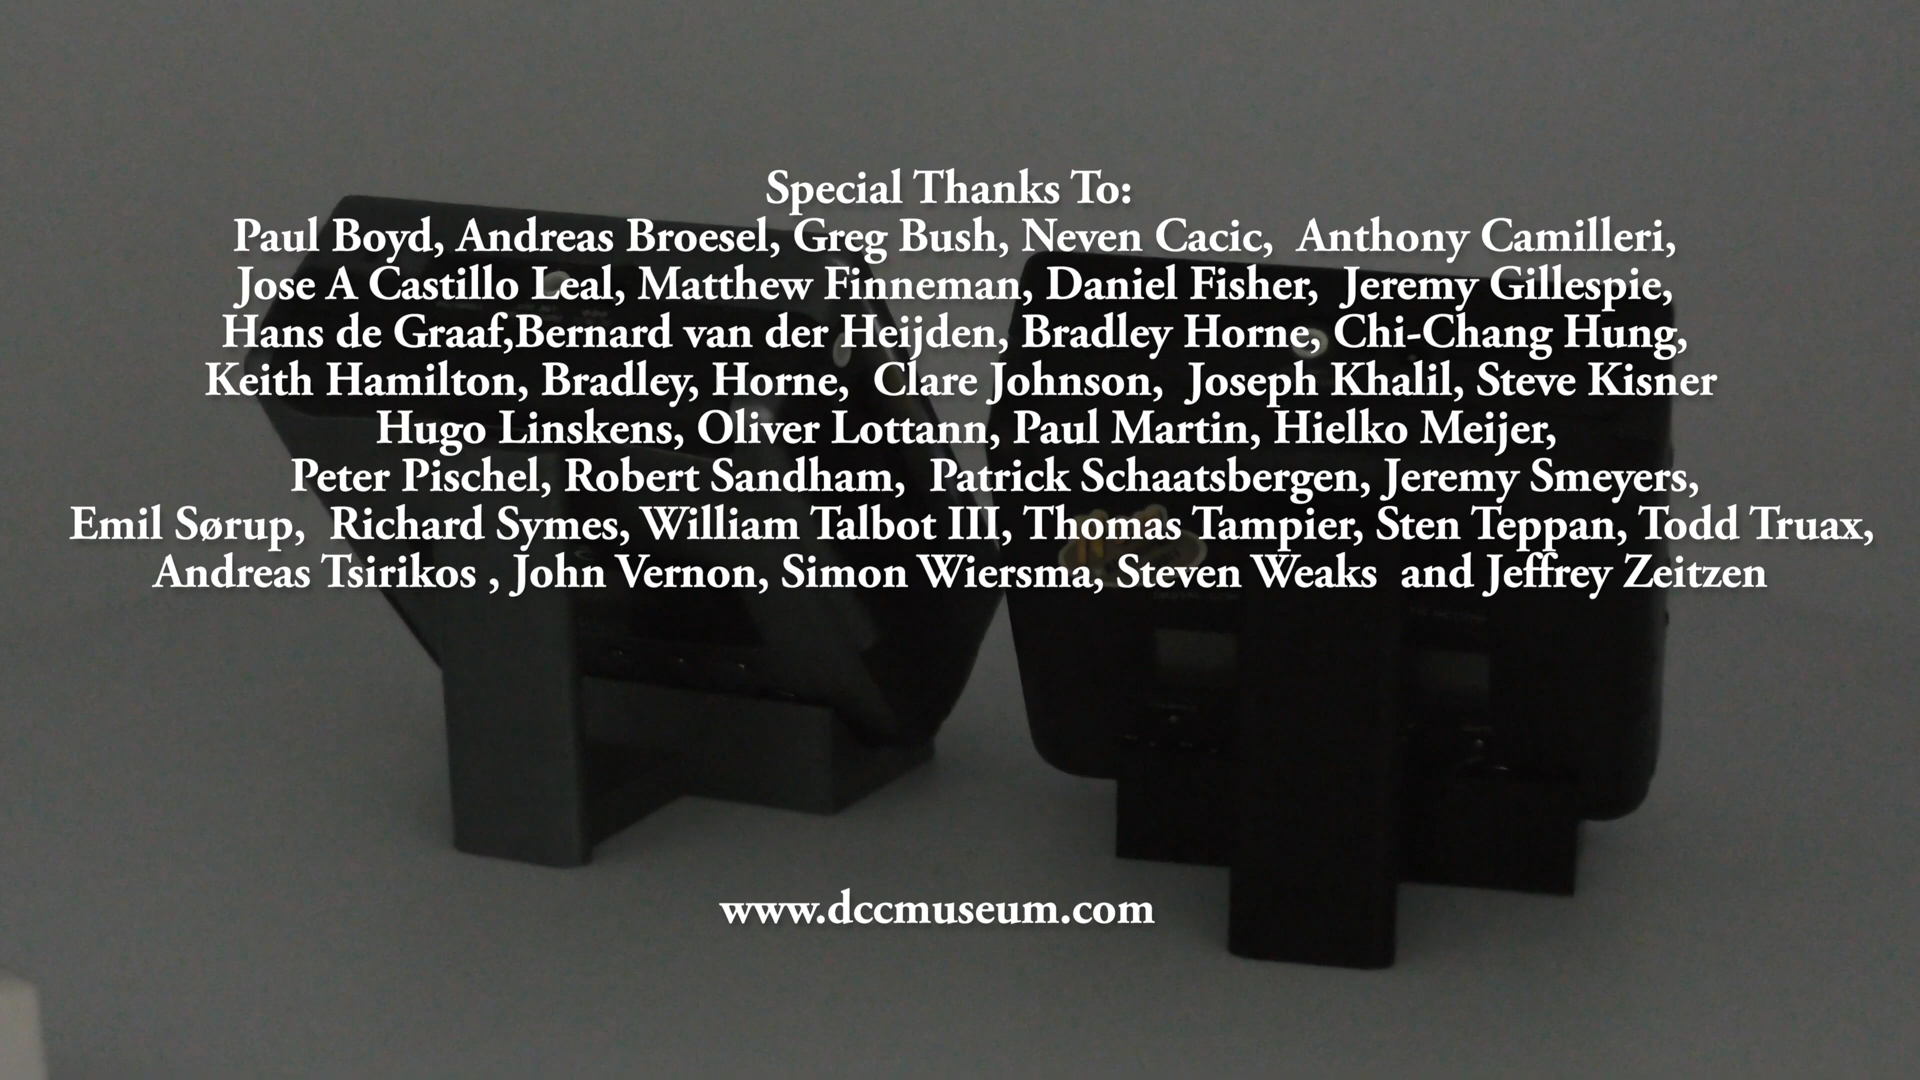 Special Thanks To:
Paul Boyd, Andreas Broesel, Greg Bush, Neven Cacic,  Anthony Camilleri,
Jose A Castillo Leal, Matthew Finneman, Daniel Fisher,  Jeremy Gillespie,
Hans de Graaf,Bernard van der Heijden, Bradley Horne, Chi-Chang Hung,
Keith Hamilton, Bradley, Horne,  Clare Johnson,  Joseph Khalil, Steve Kisner
Hugo Linskens, Oliver Lottann, Paul Martin, Hielko Meijer,
Peter Pischel, Robert Sandham,  Patrick Schaatsbergen, Jeremy Smeyers,
Emil Sørup,  Richard Symes, William Talbot III, Thomas Tampier, Sten Teppan, Todd Truax,
Andreas Tsirikos , John Vernon, Simon Wiersma, Steven Weaks  and Jeffrey Zeitzen
www.dccmuseum.com